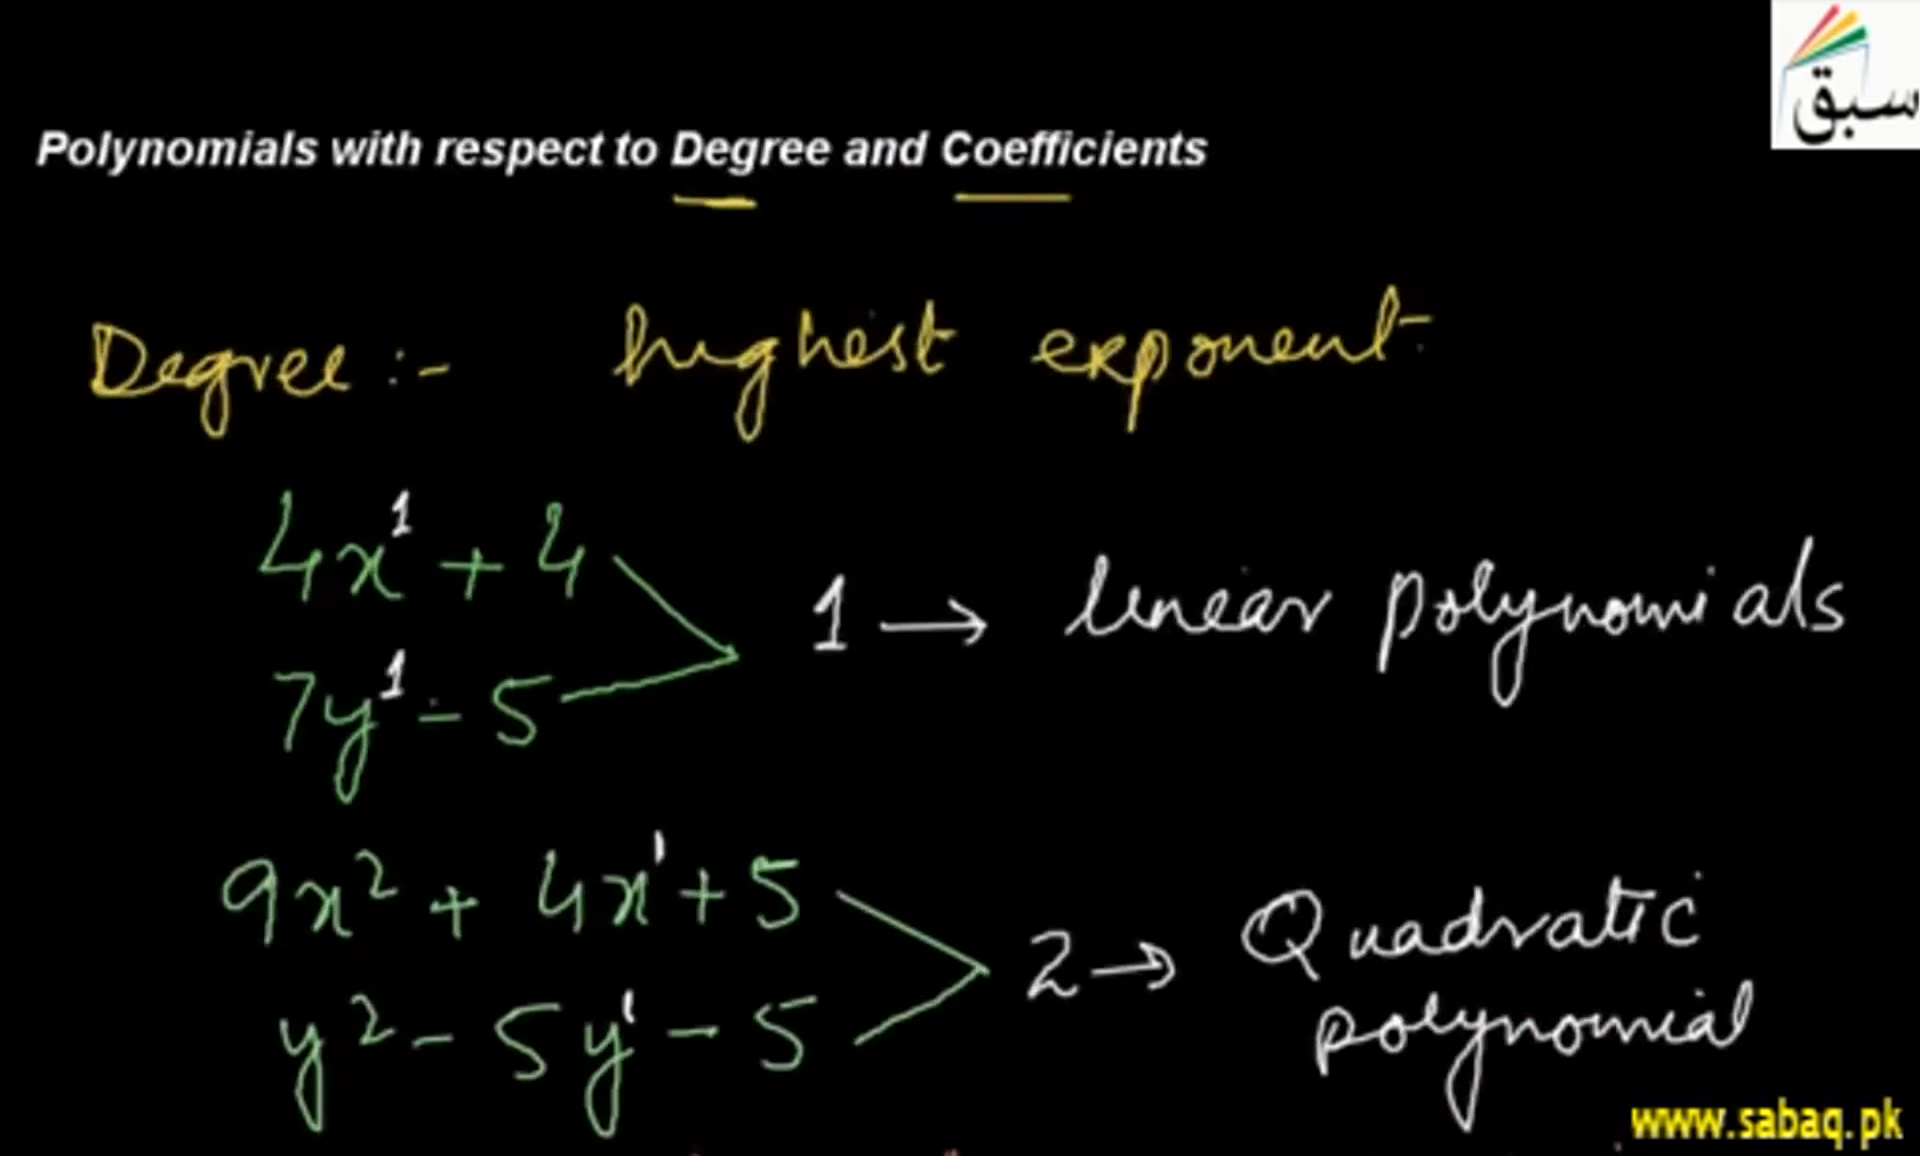 سبق
Polynomials with respect to Degree and Coefficients
Degree :- highest exponent
4x¹ + 4
1 → linear polynomials
7y¹ - 5
9x² + 4x¹ + 5
2 → Quadratic
polynomial
y² - 5y¹ - 5
www.sabaq.pk